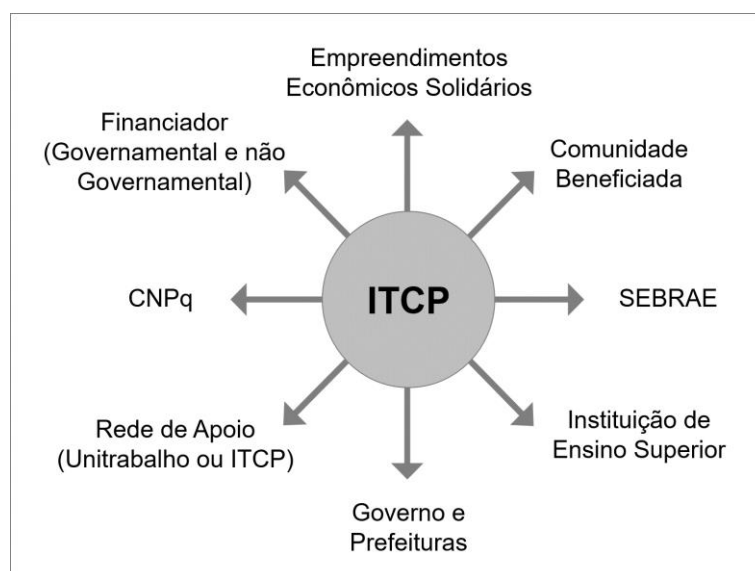 Empreendimentos
Econômicos Solidários
Financiador
(Governamental e não
Governamental)
Comunidade
Beneficiada
CNPq
ITCP
SEBRAE
Rede de Apoio
(Unitrabalho ou ITCP)
Instituição de
Ensino Superior
Governo e
Prefeituras